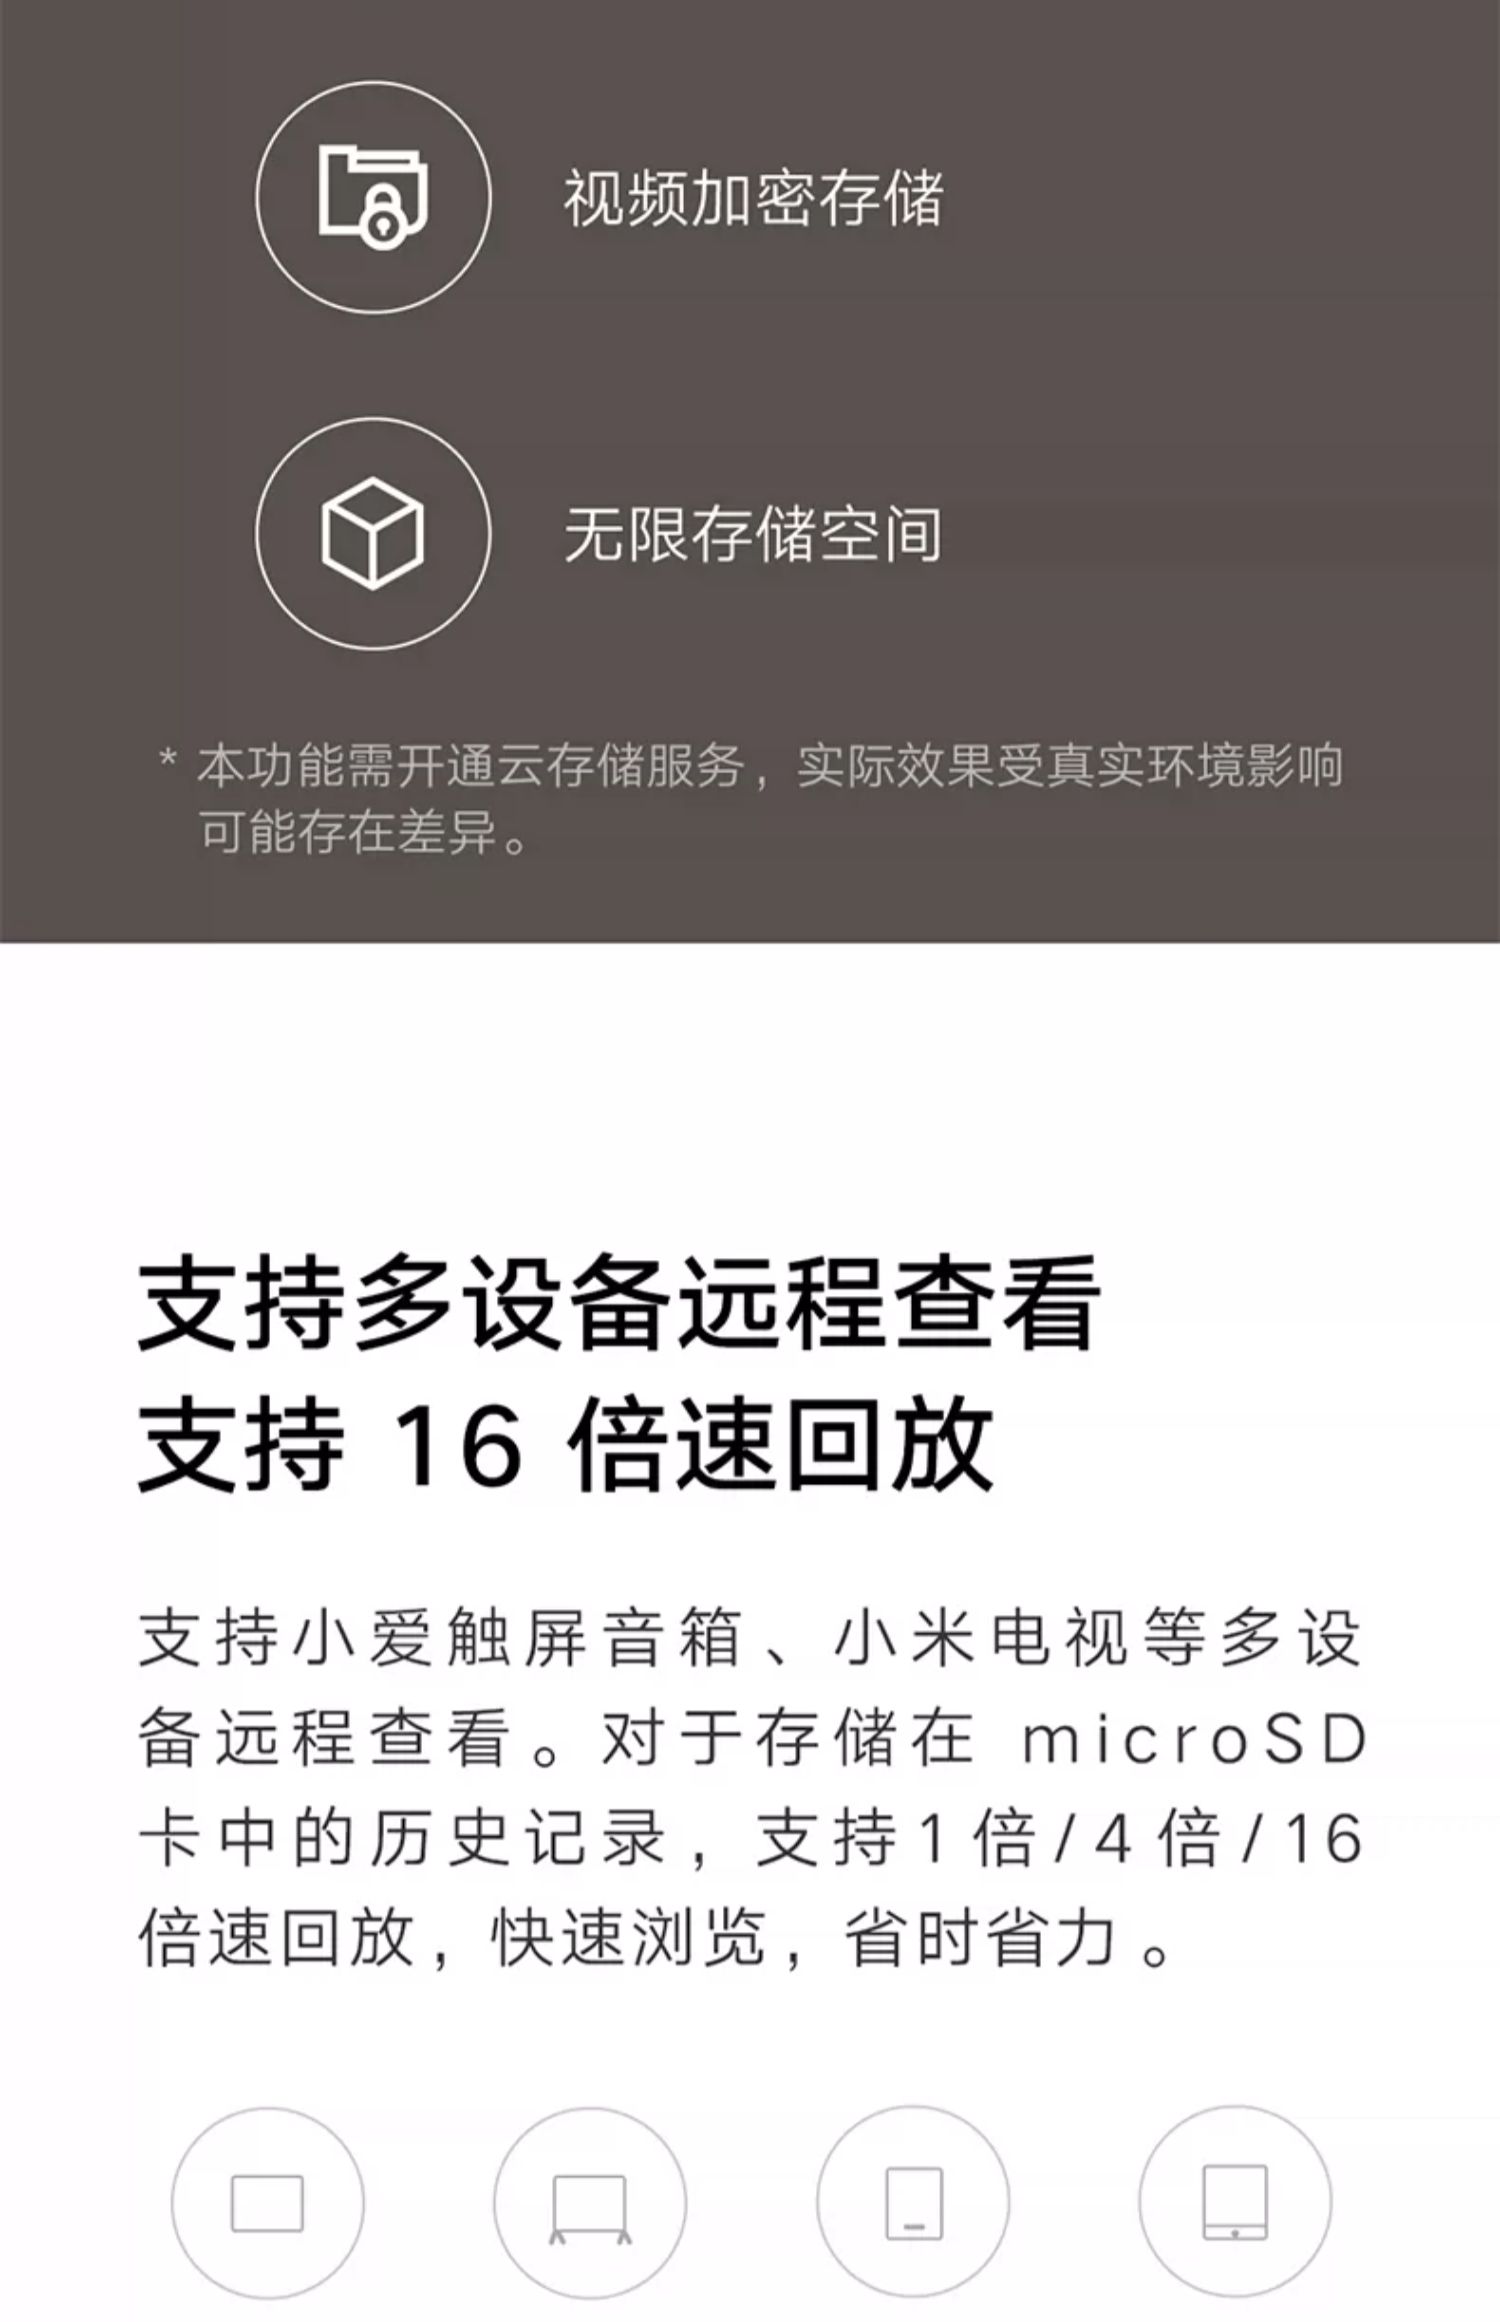 视频加密存储
无限存储空间
* 本功能需开通云存储服务，实际效果受真实环境影响
可能存在差异。
支持多设备远程查看
支持 16 倍速回放
支持小爱触屏音箱、小米电视等多设
备远程查看。对于存储在 microSD
卡中的历史记录，支持1倍/4倍/16
倍速回放，快速浏览，省时省力。